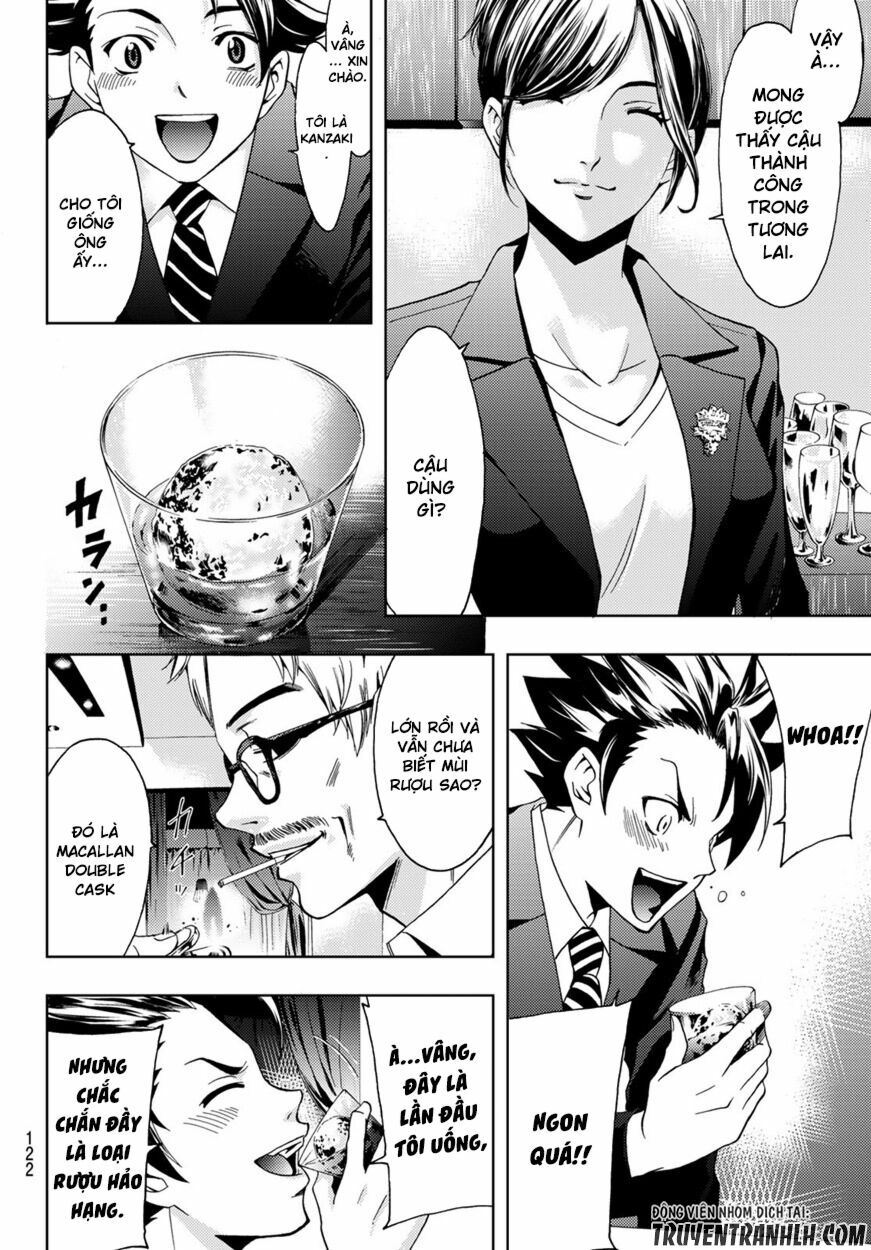 VẬY
À...
MONG
ĐƯỢC
THẤY CẬU
THÀNH
CÔNG
TRONG
TƯƠNG
LAI.
CẬU
DÙNG
GÌ?
À,
VÂNG
... XIN
CHÀO.
TÔI LÀ
KANZAKI
CHO TÔI
GIỐNG
ÔNG
ẤY...
カラン・・
WHOA!!
NGON
QUÁ!!
LỚN RỒI VÀ
VẪN CHƯA
BIẾT MÙI
RƯỢU SAO?
ĐÓ LÀ
MACALLAN
DOUBLE
CASK
À...VÂNG,
ĐÂY LÀ
LẦN ĐẦU
TÔI UỐNG,
NHƯNG
CHẮC
CHẮN ĐẦY
LÀ LOẠI
RƯỢU HẢO
HẠNG.
122
ĐỘNG VIÊN NHÓM DỊCH TẠI:
TRUYENTRANHLH.COM